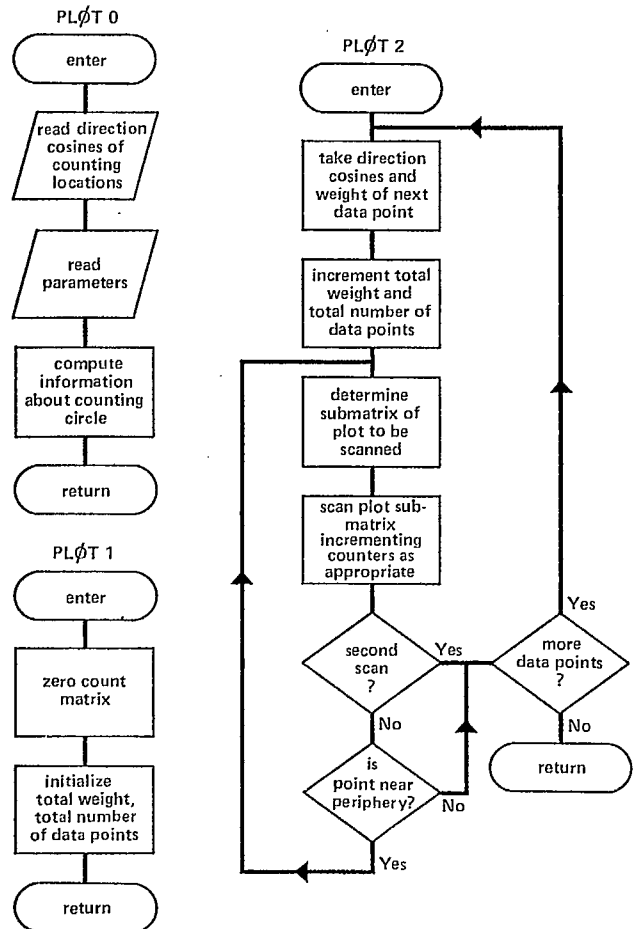 PLØT 0
enter
read direction
cosines of
counting
locations
read
parameters
compute
information
about counting
circle
return
PLØT 1
enter
zero count
matrix
initialize
total weight,
total number
of data points
return
PLØT 2
enter
take direction
cosines and
weight of next
data point
increment total
weight and
total number of
data points
determine
submatrix of
plot to be
scanned
scan plot sub-
matrix
incrementing
counters as
appropriate
second
scan
?
Yes
No
is
point near
periphery?
No
Yes
more
data points
?
Yes
No
return